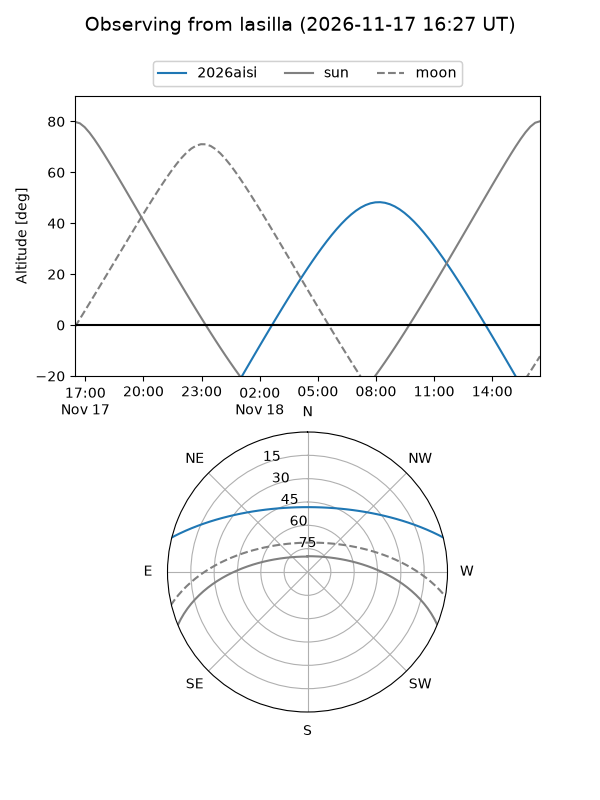 Observing from lasilla (2026-11-17 16:27 UT)
2026aisi sun moon
Altitude [deg]
80
60
40
20
0
−20
17:00 20:00 23:00 02:00 05:00 08:00 11:00 14:00
Nov 17 Nov 18
N
NE NW
15
30
45
60
75
E W
SE SW
S